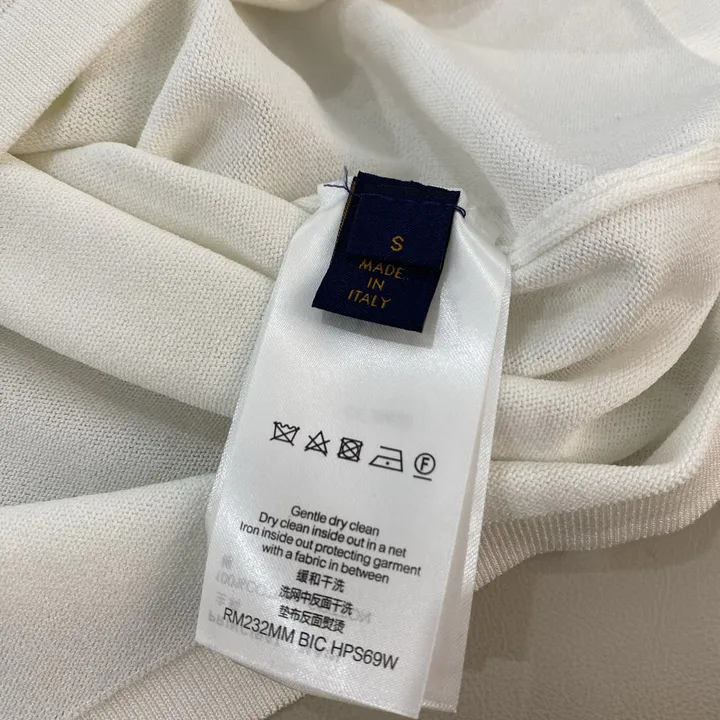 S
MADE
IN
ITALY
F
Gentle dry clean
Dry clean inside out in a net
Iron inside out protecting garment
with a fabric in between
缓和干洗
洗网中反面干洗
垫布反面熨烫
RM232MM BIC HPS69W